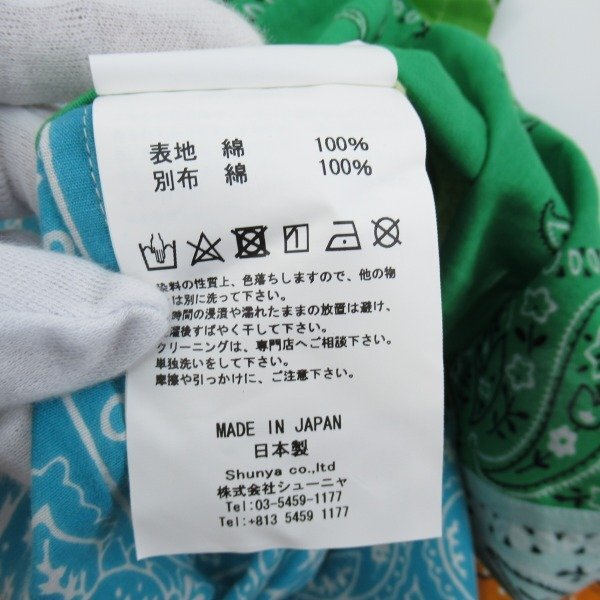 表地 綿 100%
別布 綿 100%
染料の性質上、色落ちしますので、他の物
は別に洗って下さい。
時間の浸漬や濡れたままの放置は避け、
濯後すばやく干して下さい。
クリーニングは、専門店へご相談下さい。
単独洗いをして下さい。
摩擦や引っかけに、ご注意下さい。
MADE IN JAPAN
日本製
Shunya co.,ltd
株式会社シューニャ
Tel:03-5459-1177
Tel:+813 5459 1177